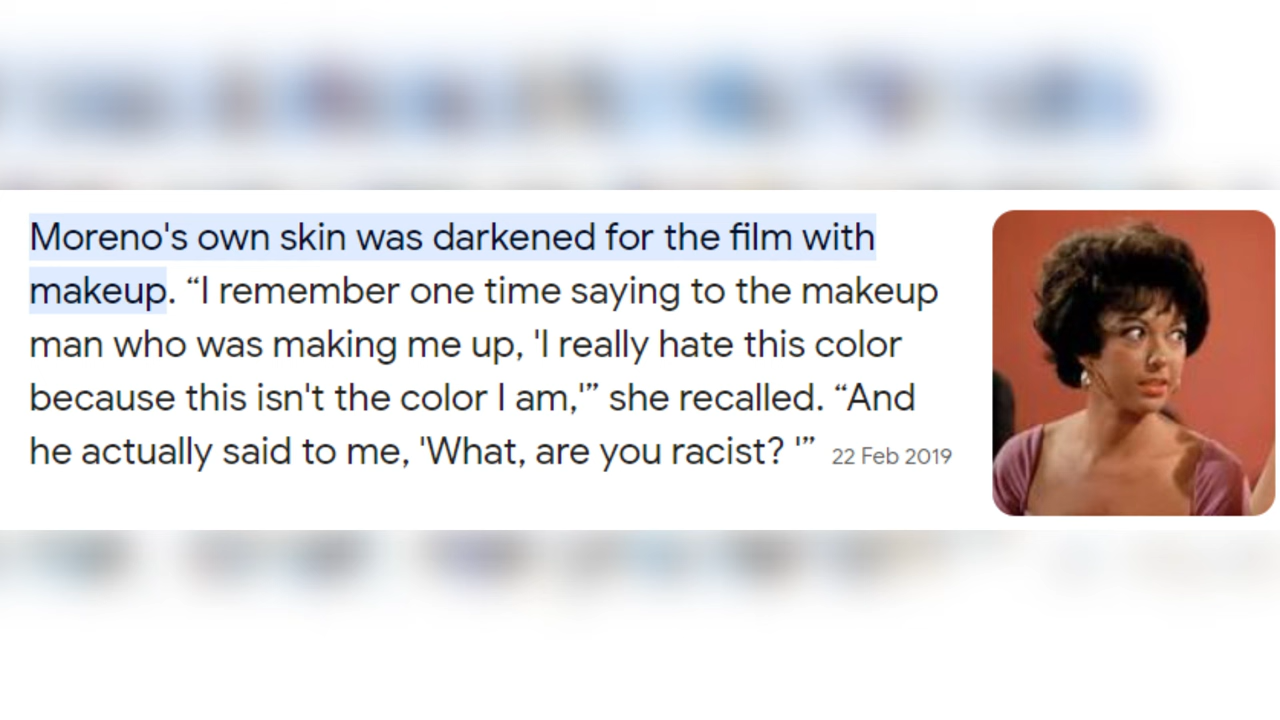 Moreno's own skin was darkened for the film with
makeup. “I remember one time saying to the makeup
man who was making me up, 'I really hate this color
because this isn't the color I am,'” she recalled. “And
he actually said to me, 'What, are you racist? '” 22 Feb 2019